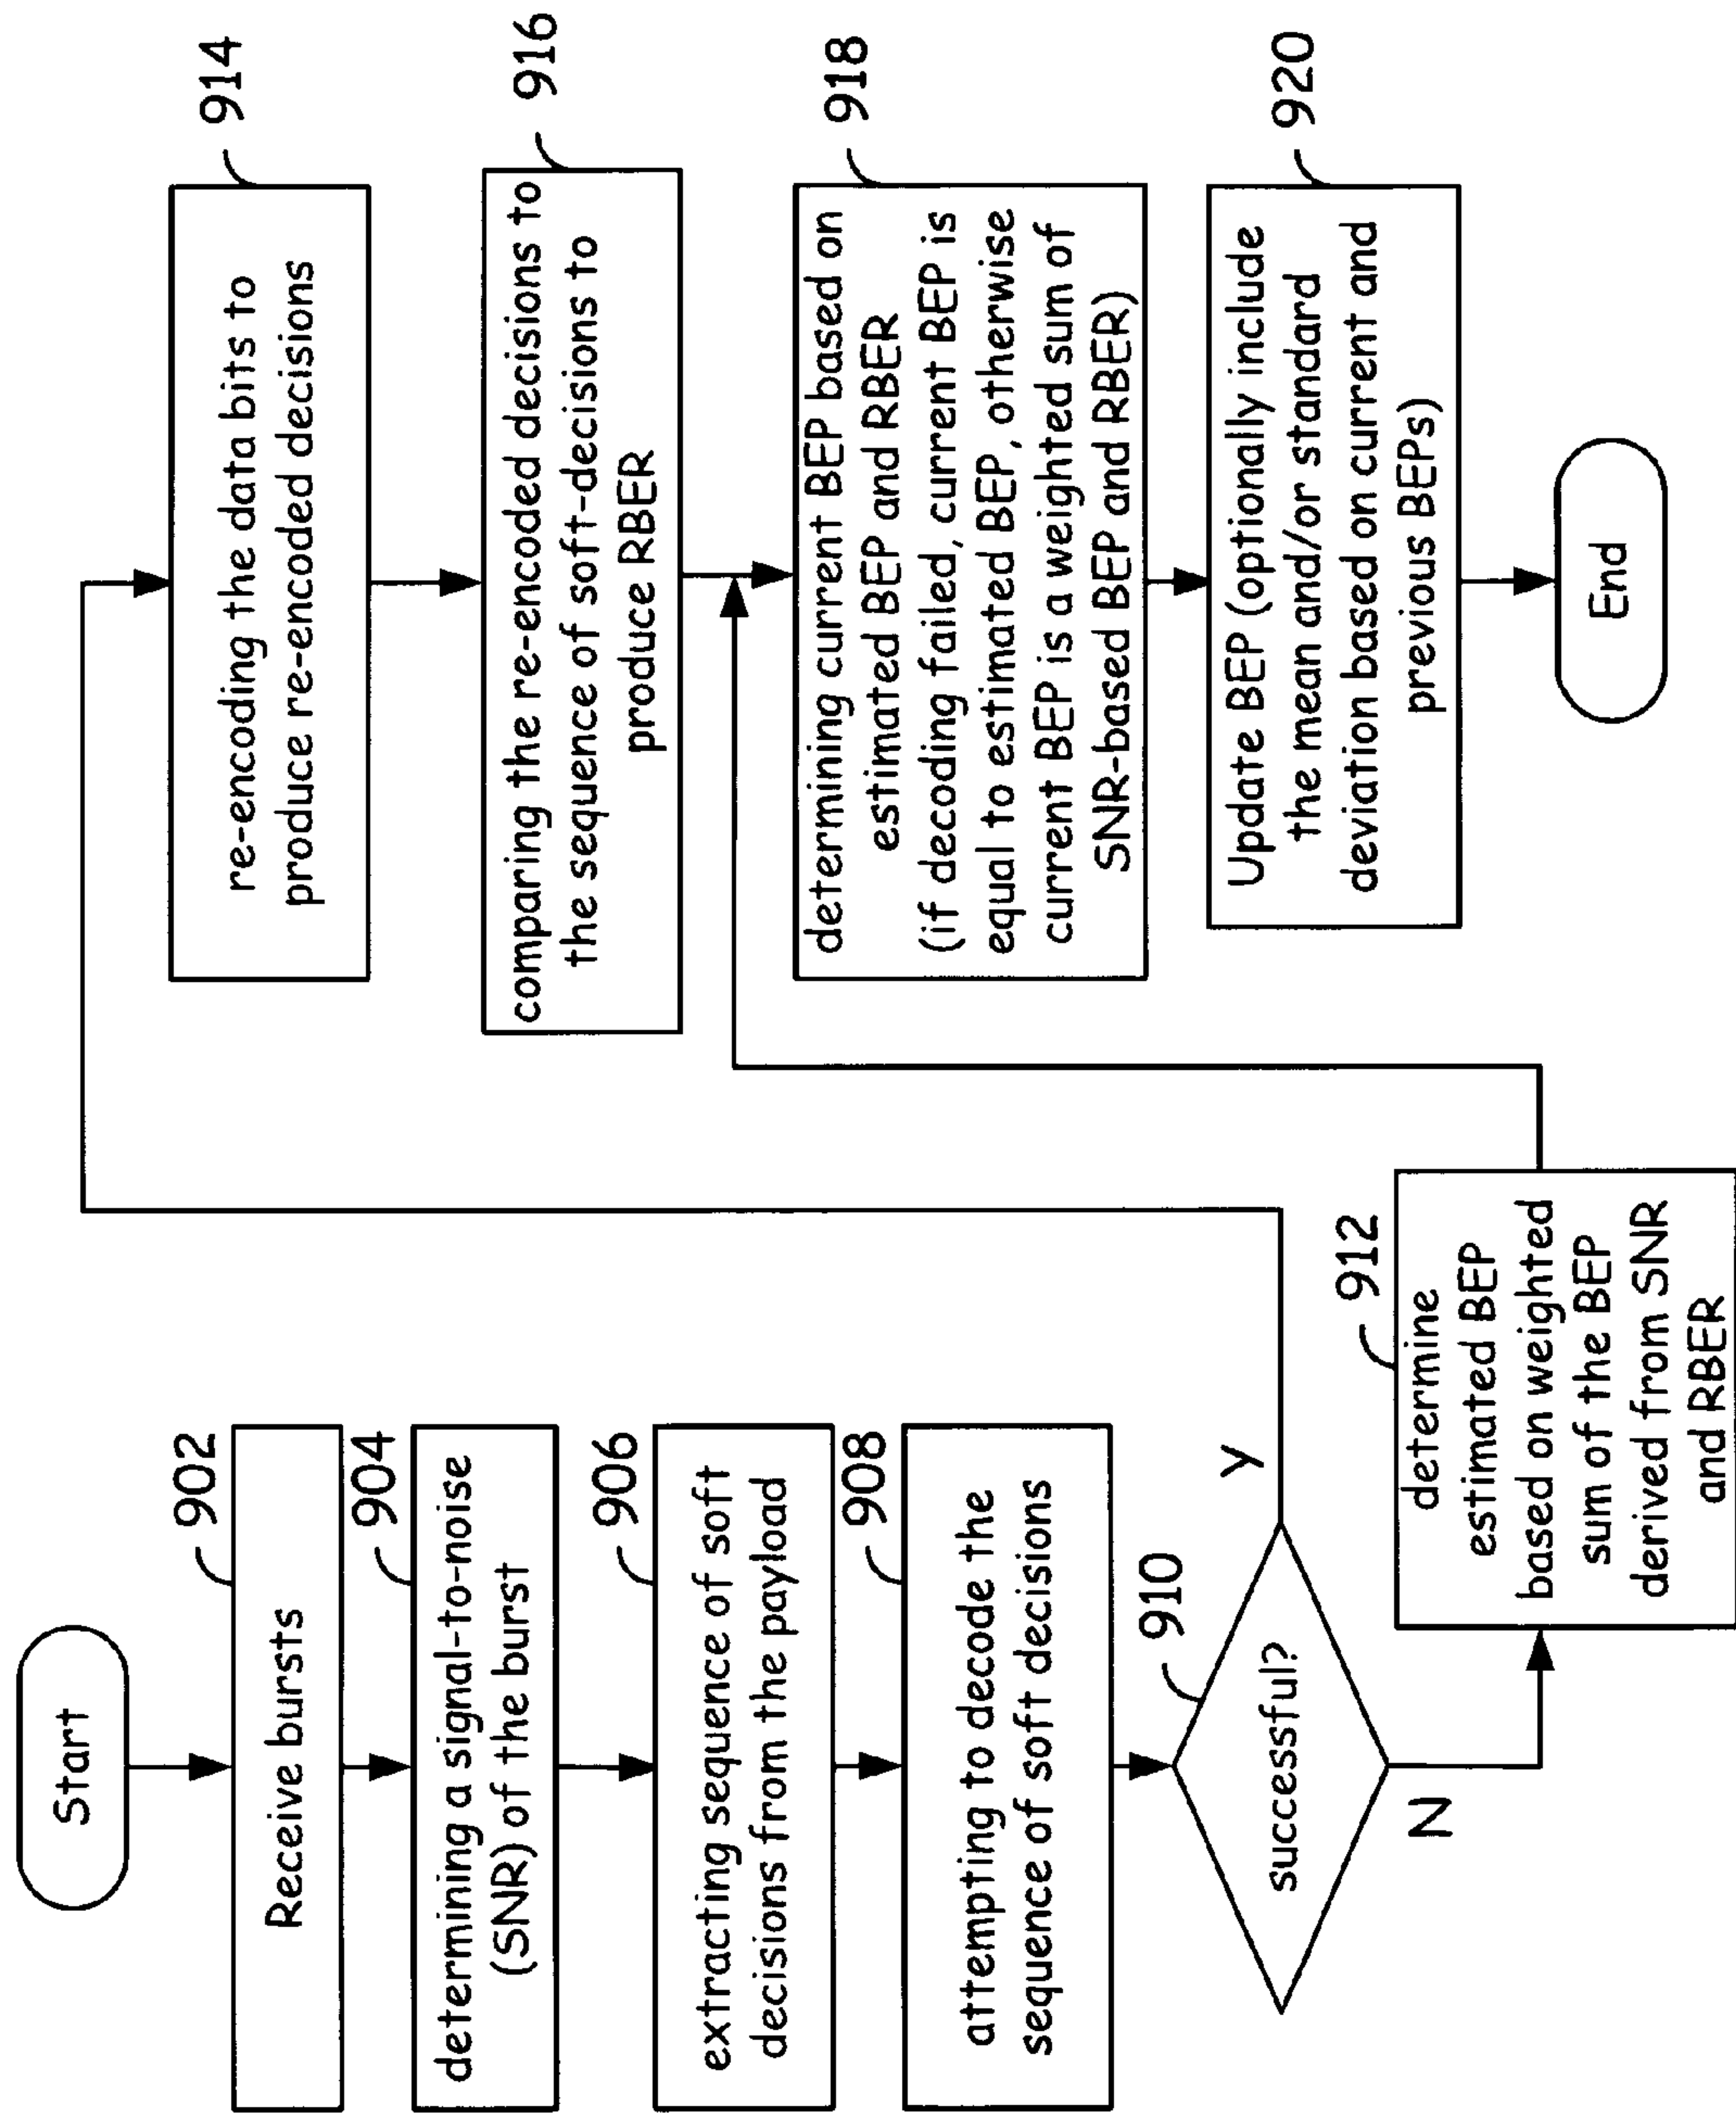 Start
902
Receive bursts
904
determining a signal-to-noise
(SNR) of the burst
906
extracting sequence of soft
decisions from the payload
908
attempting to decode the
sequence of soft decisions
910
successful?
Y
N
912
determine
estimated BEP
based on weighted
sum of the BEP
derived from SNR
and RBER
914
re-encoding the data bits to
produce re-encoded decisions
916
comparing the re-encoded decisions to
the sequence of soft-decisions to
produce RBER
918
determining current BEP based on
estimated BEP and RBER
(if decoding failed, current BEP is
equal to estimated BEP, otherwise
current BEP is a weighted sum of
SNR-based BEP and RBER)
920
Update BEP (optionally include
the mean and/or standard
deviation based on current and
previous BEPs)
End